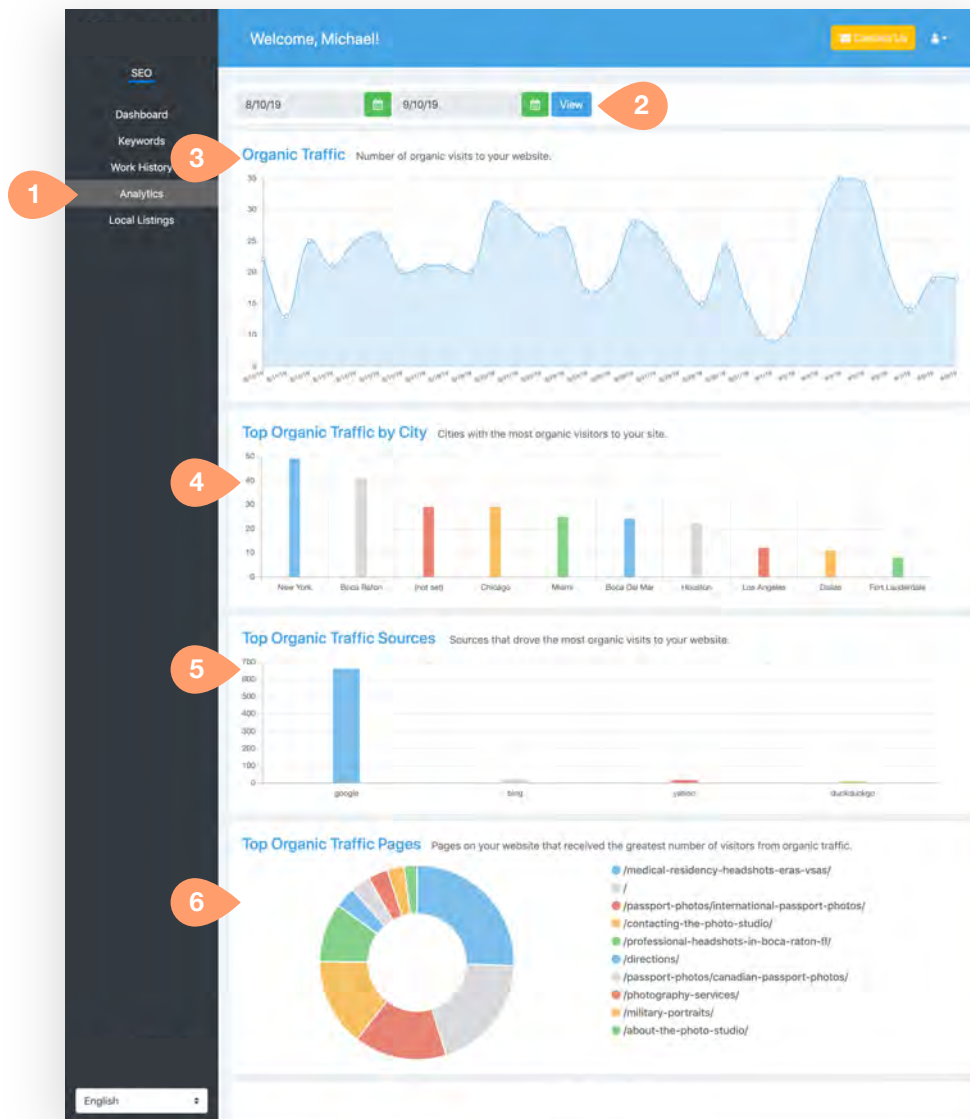 Welcome, Michael!
Contact Us
SEO
Dashboard
Keywords
Work History
Analytics
Local Listings
English
1
8/10/19
9/10/19
View
2
3
Organic Traffic Number of organic visits to your website.
35
30
25
20
15
10
5
Top Organic Traffic by City Cities with the most organic visitors to your site.
4
50
40
30
20
10
0
New York
Boca Raton
(not set)
Chicago
Miami
Boca Del Mar
Houston
Los Angeles
Dallas
Fort Lauderdale
Top Organic Traffic Sources Sources that drove the most organic visits to your website.
5
700
600
500
400
300
200
100
0
google
bing
yahoo
duckduckgo
Top Organic Traffic Pages Pages on your website that received the greatest number of visitors from organic traffic.
6
/medical-residency-headshots-eras-vsas/
/
/passport-photos/international-passport-photos/
/contacting-the-photo-studio/
/professional-headshots-in-boca-raton-fl/
/directions/
/passport-photos/canadian-passport-photos/
/photography-services/
/military-portraits/
/about-the-photo-studio/